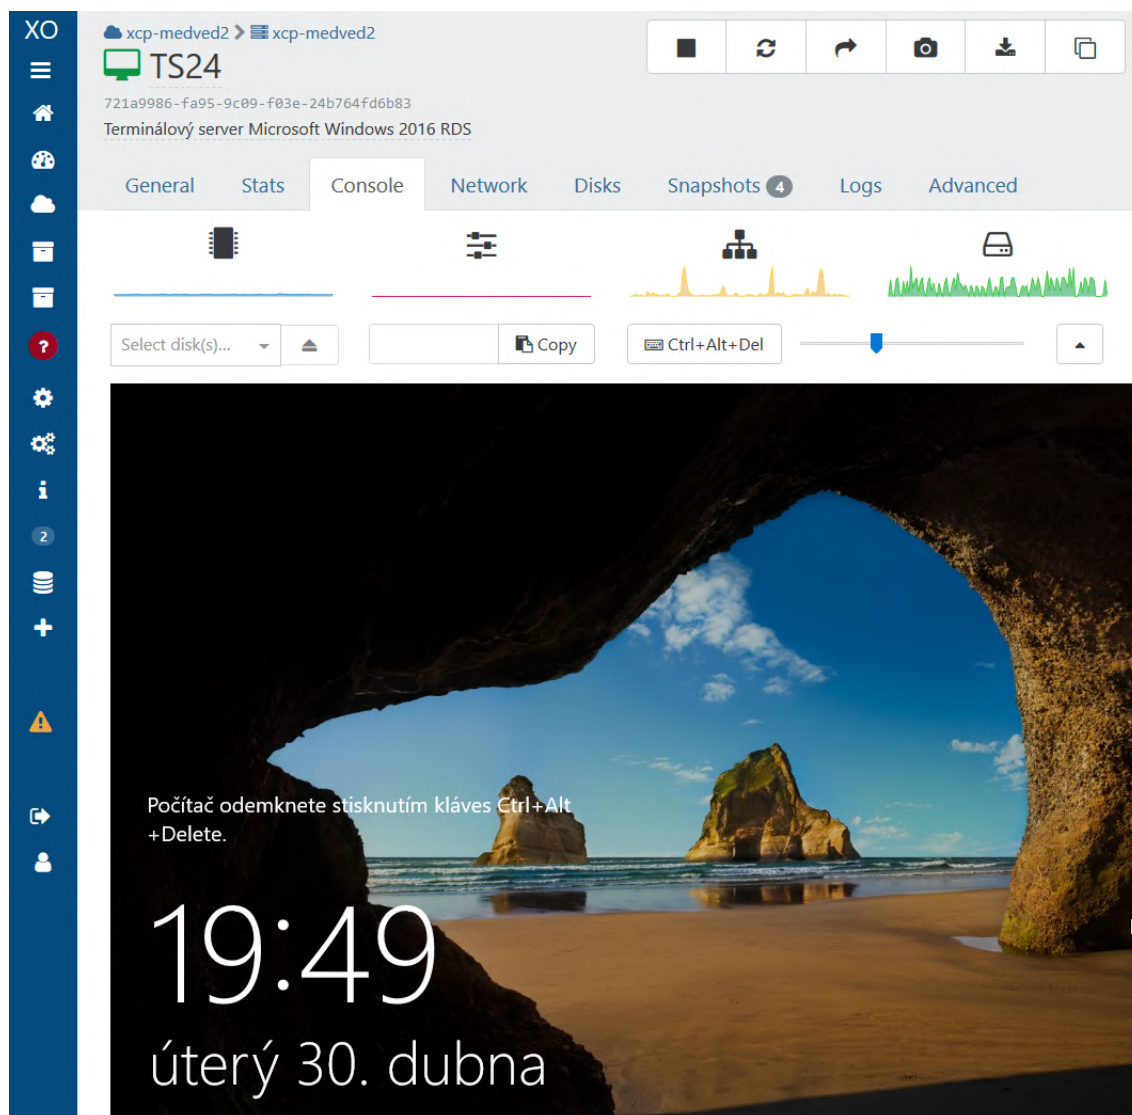 XO
xcp-medved2 xcp-medved2
TS24
721a9986-fa95-9c09-f03e-24b764fd6b83
Terminálový server Microsoft Windows 2016 RDS
General Stats Console Network Disks Snapshots 4 Logs Advanced
Select disk(s)... Copy Ctrl+Alt+Del
2
Počítač odemknete stisknutím kláves Ctrl+Alt
+Delete.
19:49
úterý 30. dubna